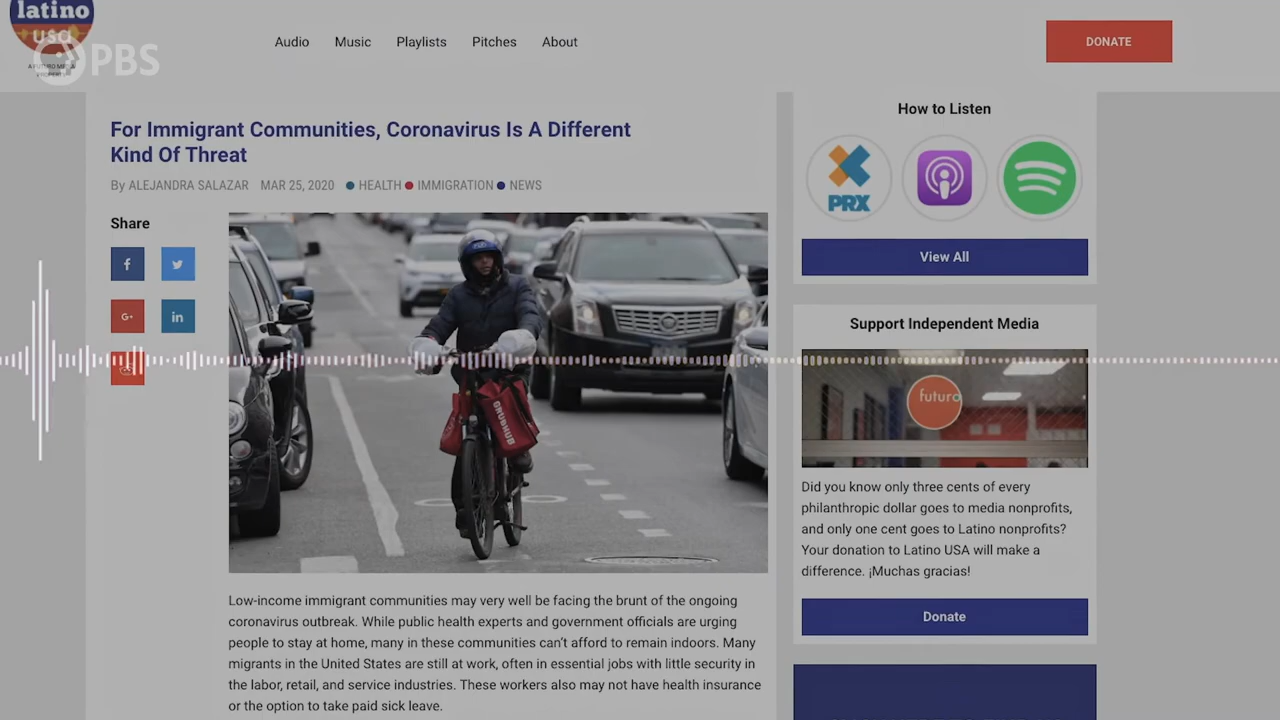 latino
usa
PBS
A FUTURO MEDIA
PROPERTY
Audio Music Playlists Pitches About
DONATE
For Immigrant Communities, Coronavirus Is A Different
Kind Of Threat
By ALEJANDRA SALAZAR MAR 25, 2020 HEALTH IMMIGRATION NEWS
Share
GRUBHUB
Low-income immigrant communities may very well be facing the brunt of the ongoing
coronavirus outbreak. While public health experts and government officials are urging
people to stay at home, many in these communities can't afford to remain indoors. Many
migrants in the United States are still at work, often in essential jobs with little security in
the labor, retail, and service industries. These workers also may not have health insurance
or the option to take paid sick leave.
How to Listen
PRX
View All
Support Independent Media
futuro
Did you know only three cents of every
philanthropic dollar goes to media nonprofits,
and only one cent goes to Latino nonprofits?
Your donation to Latino USA will make a
difference. ¡Muchas gracias!
Donate